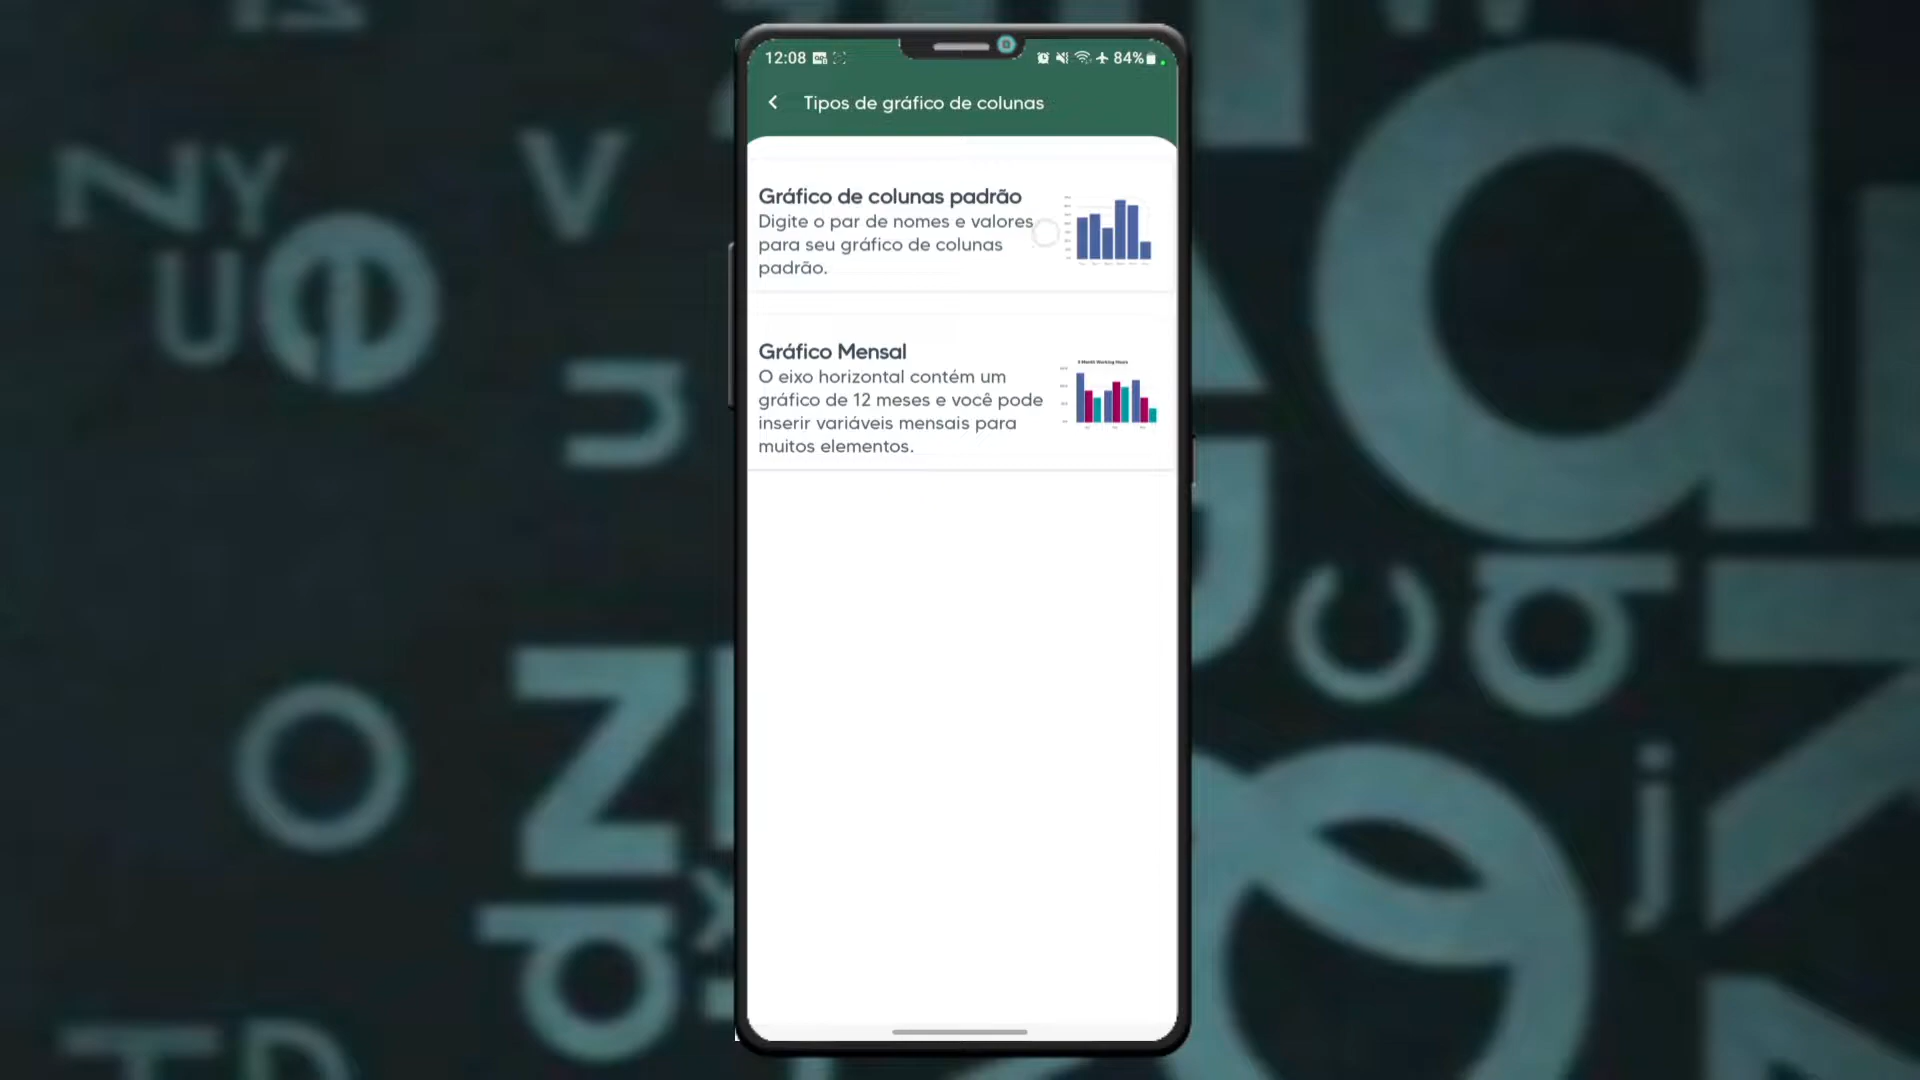 12:08
84%
Tipos de gráfico de colunas
Gráfico de colunas padrão
Digite o par de nomes e valores
para seu gráfico de colunas
padrão.
Gráfico Mensal
O eixo horizontal contém um
gráfico de 12 meses e você pode
inserir variáveis mensais para
muitos elementos.
NY
V
U
e
u
a
O
Z
d
c
q
j